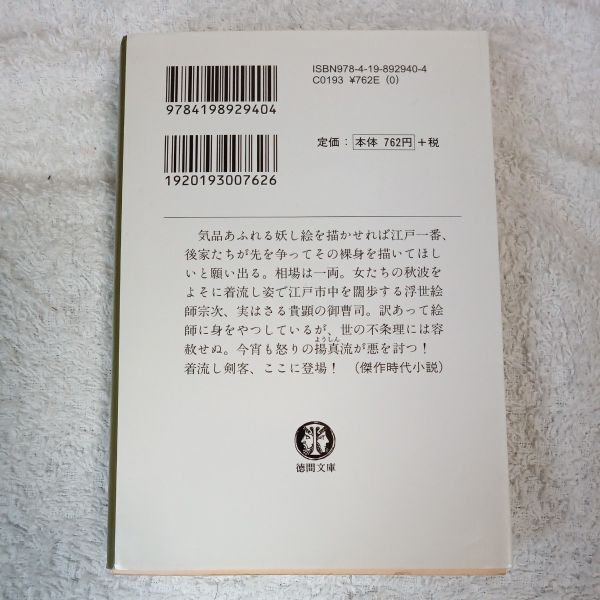 ISBN978-4-19-892940-4
C0193 ¥762E (0)
9784198929404
定価：本体 762円＋税
1920193007626
気品あふれる妖し絵を描かせれば江戸一番、
後家たちが先を争ってその裸身を描いてほし
いと願い出る。相場は一両。女たちの秋波を
よそに着流し姿で江戸市中を闊歩する浮世絵
師宗次、実はさる貴顕の御曹司。訳あって絵
師に身をやつしているが、世の不条理には容
ようしん
赦せぬ。今宵も怒りの揚真流が悪を討つ！
着流し剣客、ここに登場！（傑作時代小説）
徳間文庫